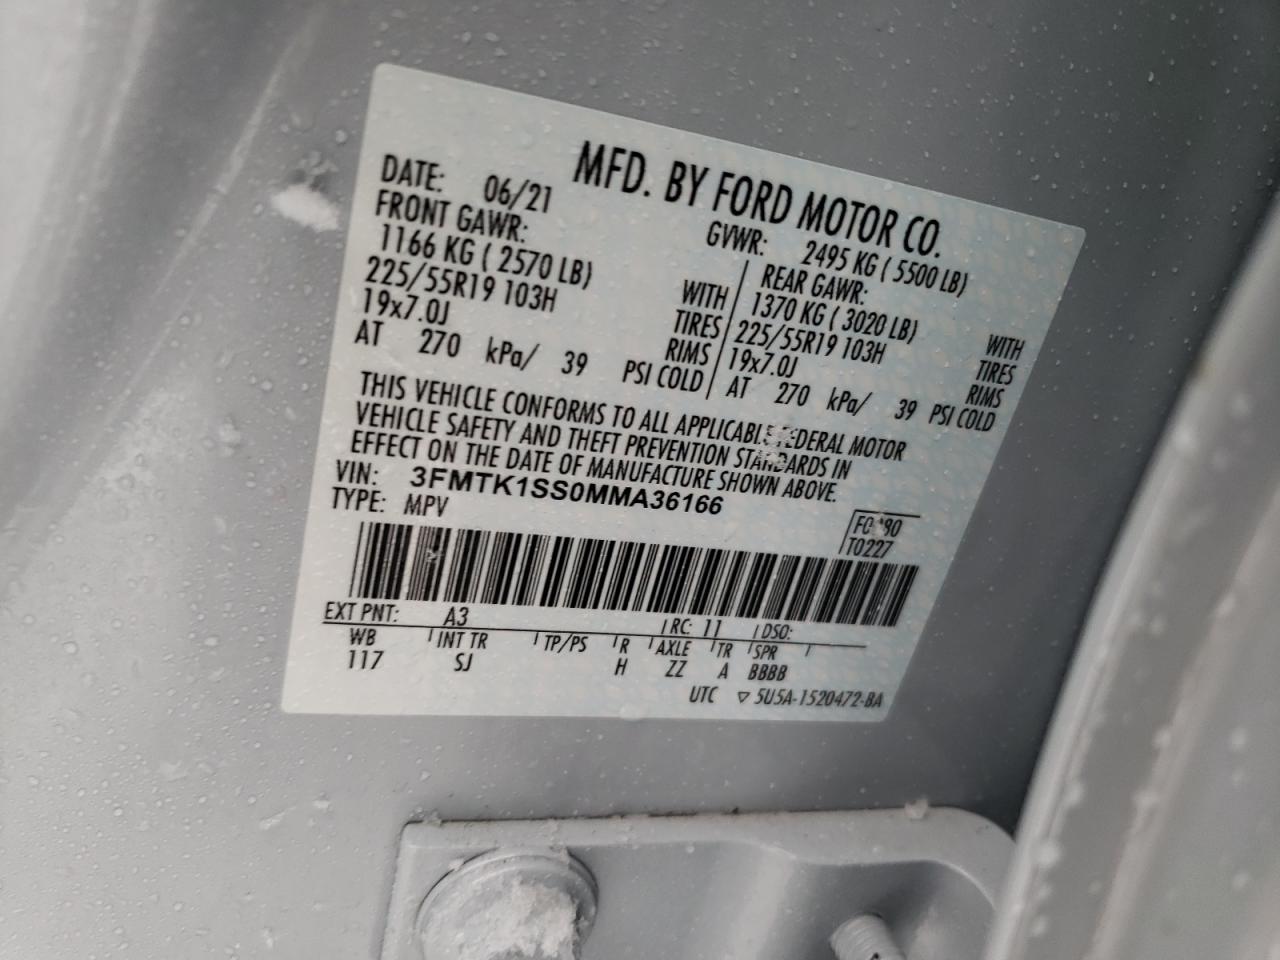 MFD. BY FORD MOTOR CO.
DATE: 06/21
GVWR: 2495 KG ( 5500 LB)
FRONT GAWR:
1166 KG ( 2570 LB) WITH
225/55R19 103H TIRES
19x7.0J RIMS
AT 270 kPa/ 39 PSI COLD
REAR GAWR:
1370 KG ( 3020 LB) WITH
225/55R19 103H TIRES
19x7.0J RIMS
AT 270 kPa/ 39 PSI COLD
THIS VEHICLE CONFORMS TO ALL APPLICABLE FEDERAL MOTOR
VEHICLE SAFETY AND THEFT PREVENTION STANDARDS IN
EFFECT ON THE DATE OF MANUFACTURE SHOWN ABOVE.
VIN: 3FMTK1SS0MMA36166
TYPE: MPV
T0227
EXT PNT: A3 RC: 11 DSO:
WB INT TR TP/PS R AXLE TR SPR
117 SJ H ZZ A BBBB
UTC ▽ 5U5A-1520472-BA